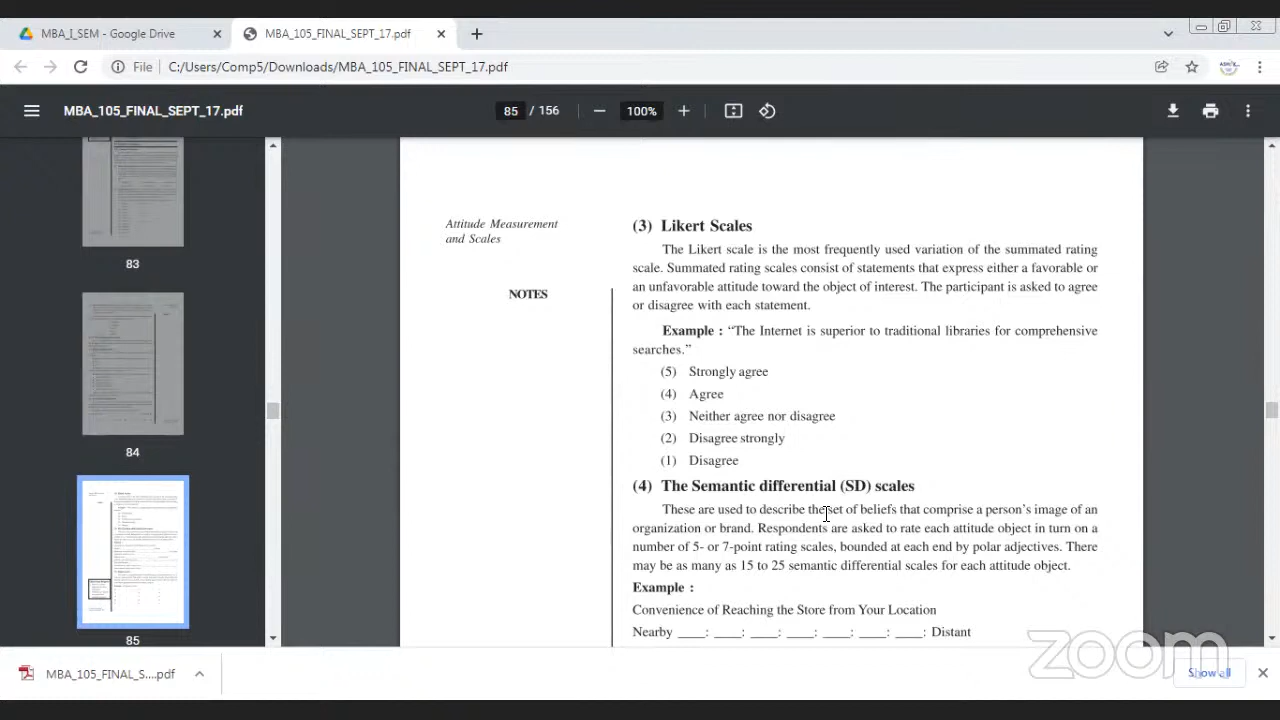 MBA_I_SEM - Google Drive
MBA_105_FINAL_SEPT_17.pdf
File
C:/Users/Comp5/Downloads/MBA_105_FINAL_SEPT_17.pdf
MBA_105_FINAL_SEPT_17.pdf
85 / 156
100%
83
84
85
Attitude Measurement
and Scales
NOTES
(3) Likert Scales
The Likert scale is the most frequently used variation of the summated rating
scale. Summated rating scales consist of statements that express either a favorable or
an unfavorable attitude toward the object of interest. The participant is asked to agree
or disagree with each statement.
Example : “The Internet is superior to traditional libraries for comprehensive
searches.”
(5) Strongly agree
(4) Agree
(3) Neither agree nor disagree
(2) Disagree strongly
(1) Disagree
(4) The Semantic differential (SD) scales
These are used to describe the set of beliefs that comprise a person’s image of an
organization or brand. Respondents are asked to rate each attitude object in turn on a
number of 5- or 7-point rating scales, bounded at each end by polar adjectives. There
may be as many as 15 to 25 semantic differential scales for each attitude object.
Example :
Convenience of Reaching the Store from Your Location
Nearby ____: ____: ____: ____: ____: ____: ____: Distant
zoom
MBA_105_FINAL_S....pdf
Show all